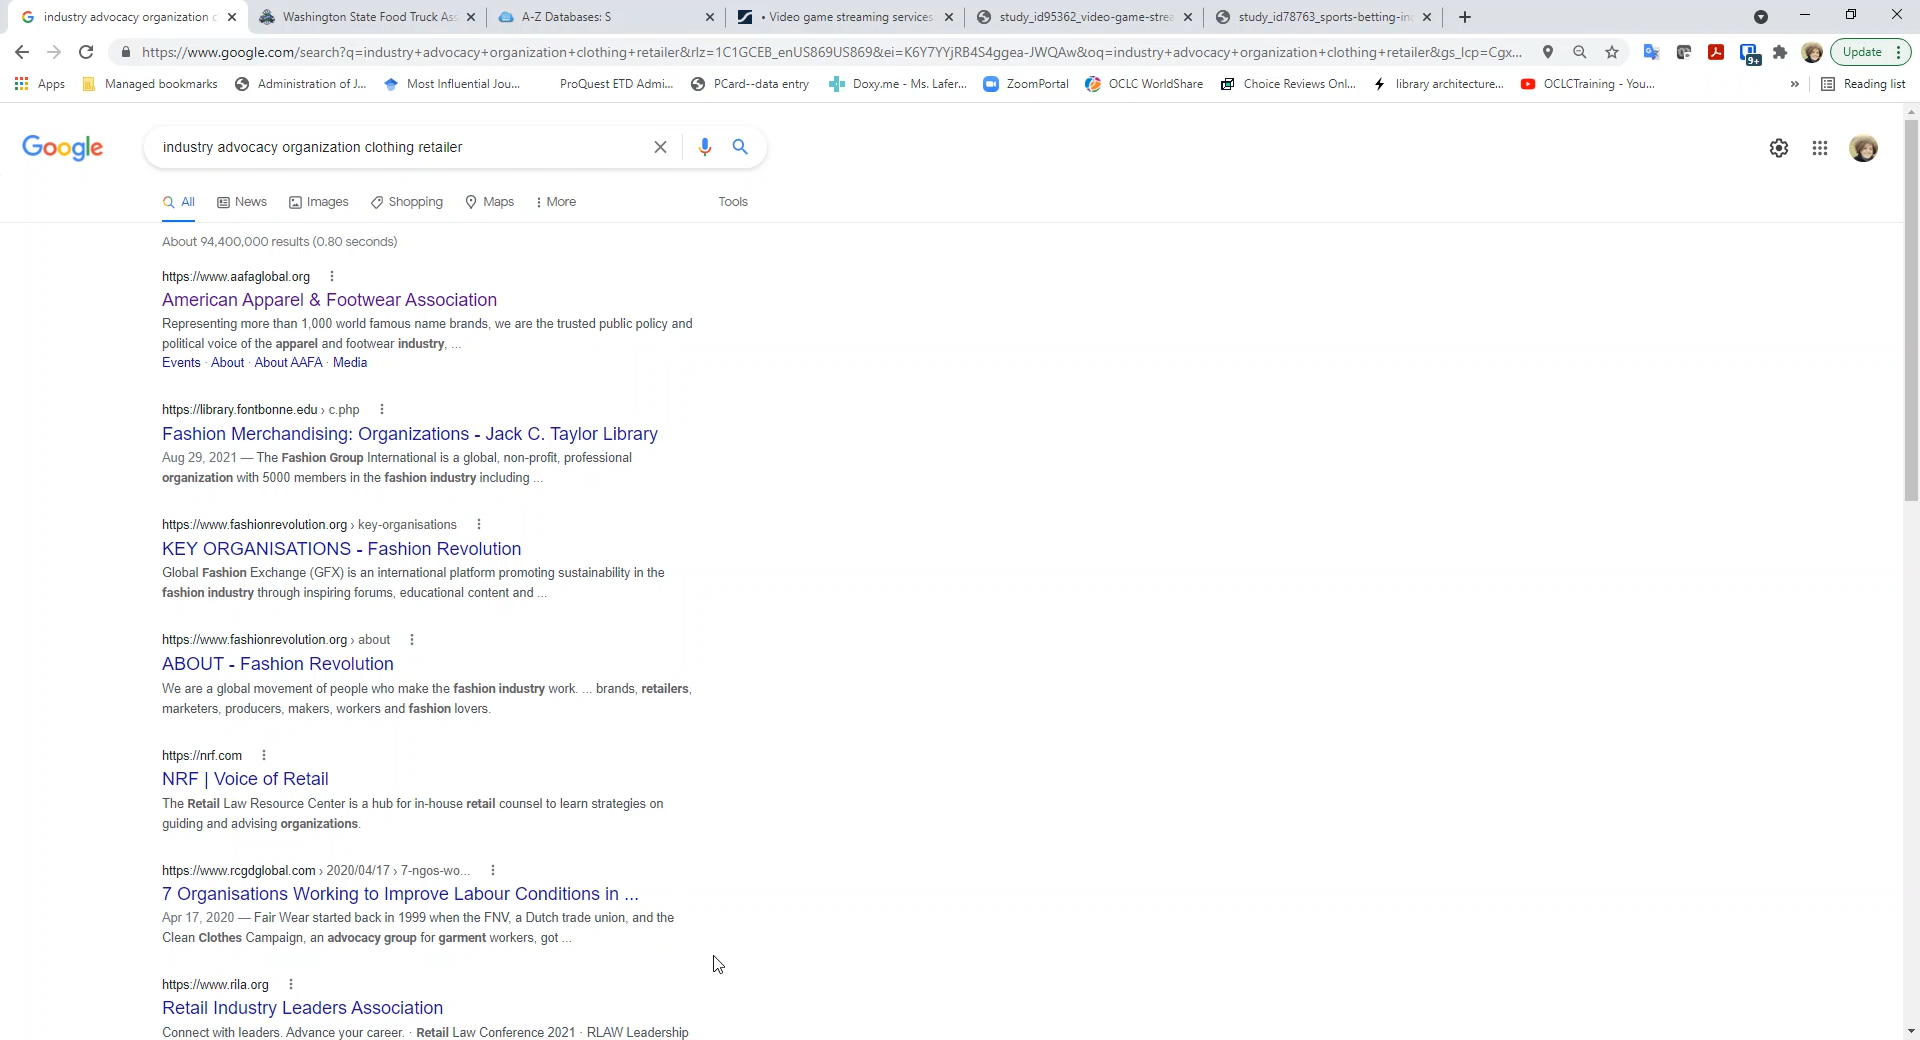 industry advocacy organization c
Washington State Food Truck Ass
A-Z Databases: S
• Video game streaming services
study_id95362_video-game-strea
study_id78763_sports-betting-in
https://www.google.com/search?q=industry+advocacy+organization+clothing+retailer&rlz=1C1GCEB_enUS869US869&ei=K6Y7YYjRB4S4ggea-JWQAw&oq=industry+advocacy+organization+clothing+retailer&gs_lcp=Cgx...
9+
Update
Apps
Managed bookmarks
Administration of J...
Most Influential Jou...
ProQuest ETD Admi...
PCard--data entry
Doxy.me - Ms. Lafer...
ZoomPortal
OCLC WorldShare
Choice Reviews Onl...
library architecture...
OCLCTraining - You...
»
Reading list
Google
industry advocacy organization clothing retailer
All
News
Images
Shopping
Maps
More
Tools
About 94,400,000 results (0.80 seconds)
https://www.aafaglobal.org
American Apparel & Footwear Association
Representing more than 1,000 world famous name brands, we are the trusted public policy and
political voice of the apparel and footwear industry, ...
Events · About · About AAFA · Media
https://library.fontbonne.edu › c.php
Fashion Merchandising: Organizations - Jack C. Taylor Library
Aug 29, 2021 — The Fashion Group International is a global, non-profit, professional
organization with 5000 members in the fashion industry including ...
https://www.fashionrevolution.org › key-organisations
KEY ORGANISATIONS - Fashion Revolution
Global Fashion Exchange (GFX) is an international platform promoting sustainability in the
fashion industry through inspiring forums, educational content and ...
https://www.fashionrevolution.org › about
ABOUT - Fashion Revolution
We are a global movement of people who make the fashion industry work. ... brands, retailers,
marketers, producers, makers, workers and fashion lovers.
https://nrf.com
NRF | Voice of Retail
The Retail Law Resource Center is a hub for in-house retail counsel to learn strategies on
guiding and advising organizations.
https://www.rcgdglobal.com › 2020/04/17 › 7-ngos-wo...
7 Organisations Working to Improve Labour Conditions in ...
Apr 17, 2020 — Fair Wear started back in 1999 when the FNV, a Dutch trade union, and the
Clean Clothes Campaign, an advocacy group for garment workers, got ...
https://www.rila.org
Retail Industry Leaders Association
Connect with leaders. Advance your career. · Retail Law Conference 2021 · RLAW Leadership